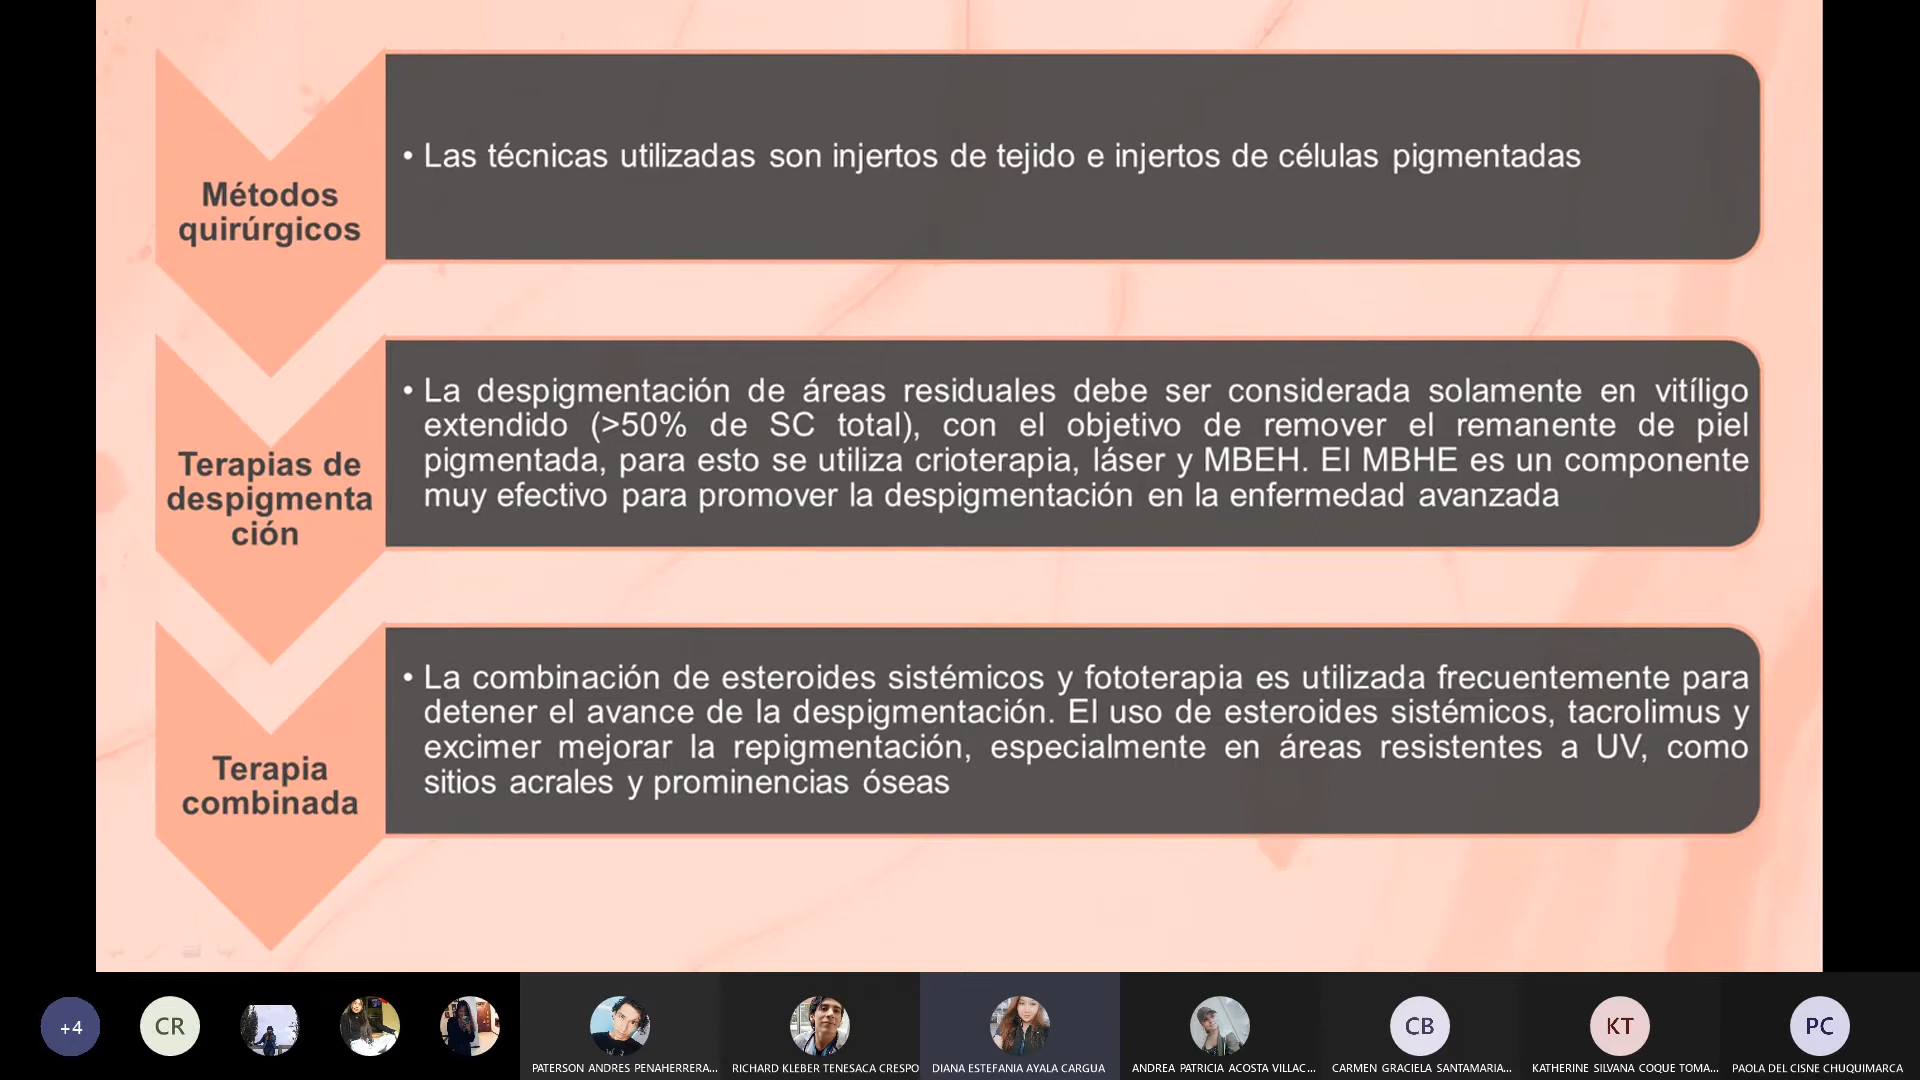 Métodos
quirúrgicos
• Las técnicas utilizadas son injertos de tejido e injertos de células pigmentadas
Terapias de
despigmenta
ción
• La despigmentación de áreas residuales debe ser considerada solamente en vitíligo
extendido (>50% de SC total), con el objetivo de remover el remanente de piel
pigmentada, para esto se utiliza crioterapia, láser y MBEH. El MBHE es un componente
muy efectivo para promover la despigmentación en la enfermedad avanzada
Terapia
combinada
• La combinación de esteroides sistémicos y fototerapia es utilizada frecuentemente para
detener el avance de la despigmentación. El uso de esteroides sistémicos, tacrolimus y
excimer mejorar la repigmentación, especialmente en áreas resistentes a UV, como
sitios acrales y prominencias óseas
+4
CR
CB
KT
PC
PATERSON ANDRES PENAHERRERA...
RICHARD KLEBER TENESACA CRESPO
DIANA ESTEFANIA AYALA CARGUA
ANDREA PATRICIA ACOSTA VILLAC...
CARMEN GRACIELA SANTAMARIA...
KATHERINE SILVANA COQUE TOMA...
PAOLA DEL CISNE CHUQUIMARCA